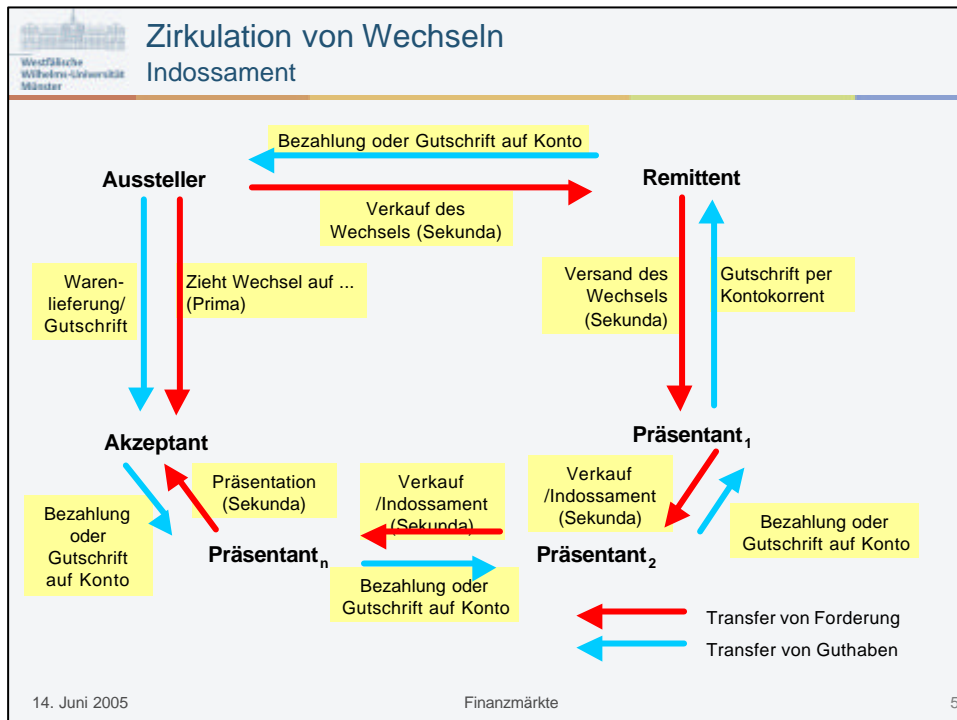 Westfälische
Wilhelms-Universität
Münster
Zirkulation von Wechseln
Indossament
Bezahlung oder Gutschrift auf Konto
Aussteller
Remittent
Verkauf des
Wechsels (Sekunda)
Waren-
lieferung/
Gutschrift
Zieht Wechsel auf ...
(Prima)
Versand des
Wechsels
(Sekunda)
Gutschrift per
Kontokorrent
Akzeptant
Präsentant1
Präsentation
(Sekunda)
Verkauf
/Indossament
(Sekunda)
Verkauf
/Indossament
(Sekunda)
Bezahlung
oder
Gutschrift
auf Konto
Bezahlung oder
Gutschrift auf Konto
Präsentantn
Präsentant2
Bezahlung oder
Gutschrift auf Konto
Transfer von Forderung
Transfer von Guthaben
14. Juni 2005
Finanzmärkte
5